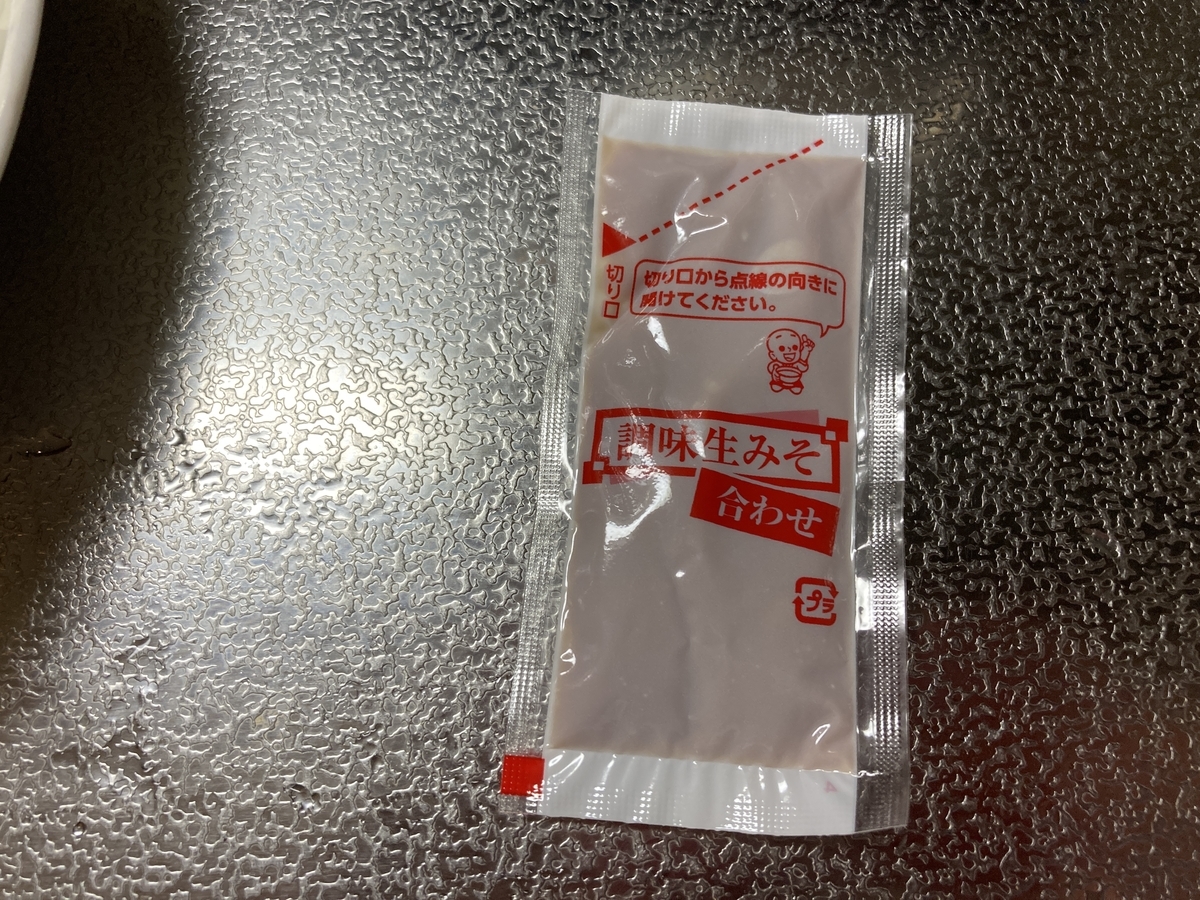 切り口
切り口から点線の向きに
開けてください。
調味生みそ
合わせ
プラ